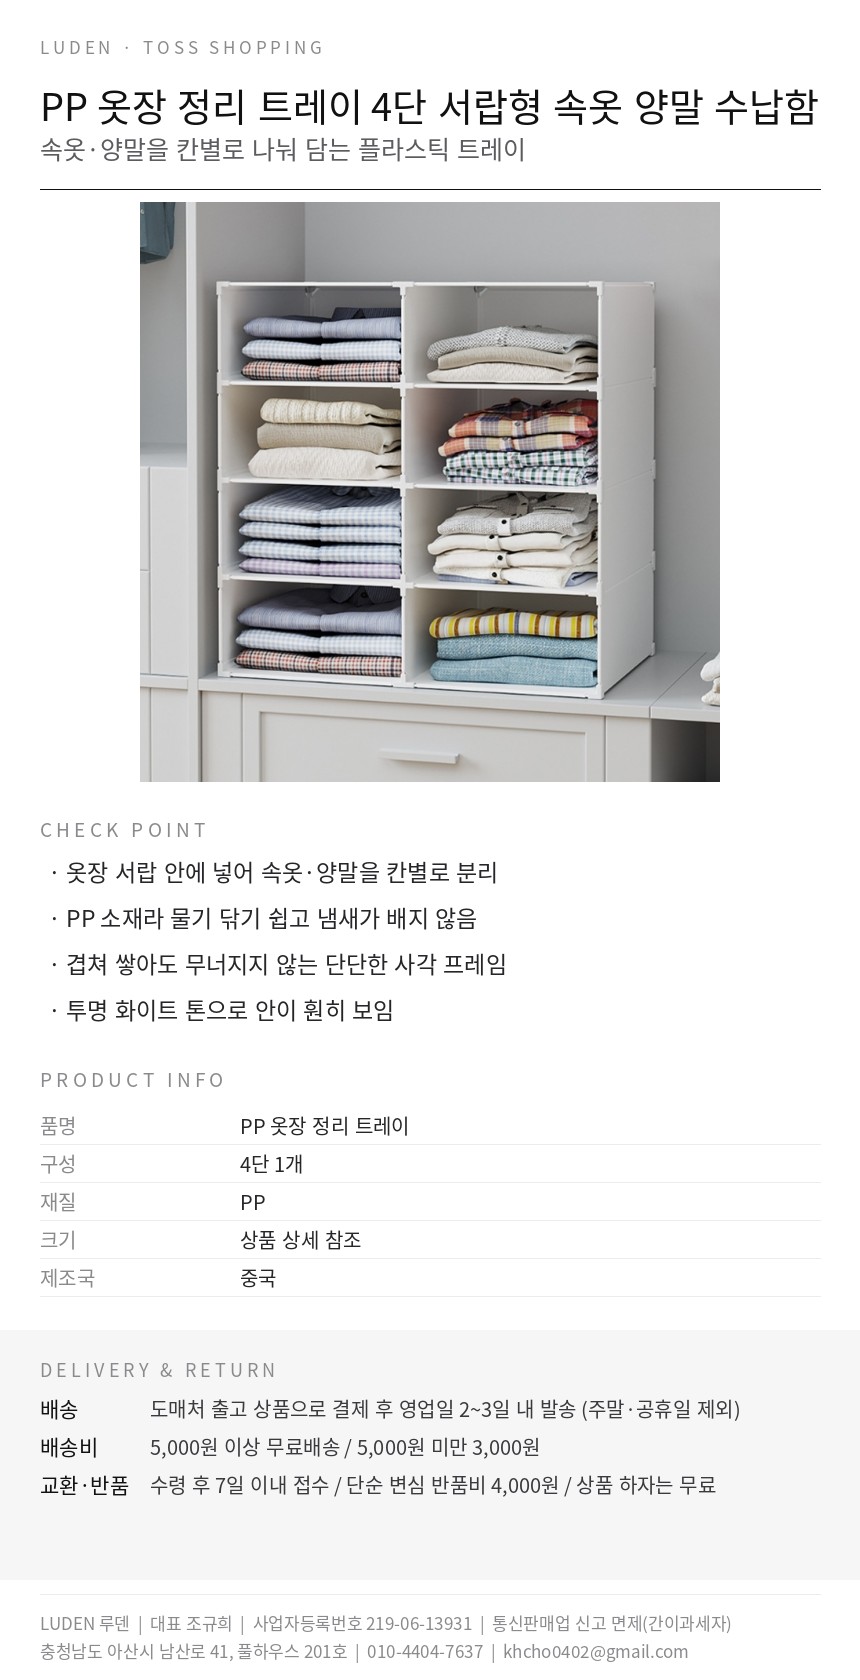 LUDEN · TOSS SHOPPING
PP 옷장 정리 트레이 4단 서랍형 속옷 양말 수납함
속옷·양말을 칸별로 나눠 담는 플라스틱 트레이
CHECK POINT
· 옷장 서랍 안에 넣어 속옷·양말을 칸별로 분리
· PP 소재라 물기 닦기 쉽고 냄새가 배지 않음
· 겹쳐 쌓아도 무너지지 않는 단단한 사각 프레임
· 투명 화이트 톤으로 안이 훤히 보임
PRODUCT INFO
품명 PP 옷장 정리 트레이
구성 4단 1개
재질 PP
크기 상품 상세 참조
제조국 중국
DELIVERY & RETURN
배송 도매처 출고 상품으로 결제 후 영업일 2~3일 내 발송 (주말·공휴일 제외)
배송비 5,000원 이상 무료배송 / 5,000원 미만 3,000원
교환·반품 수령 후 7일 이내 접수 / 단순 변심 반품비 4,000원 / 상품 하자는 무료
LUDEN 루덴 | 대표 조규희 | 사업자등록번호 219-06-13931 | 통신판매업 신고 면제(간이과세자)
충청남도 아산시 남산로 41, 풀하우스 201호 | 010-4404-7637 | khcho0402@gmail.com